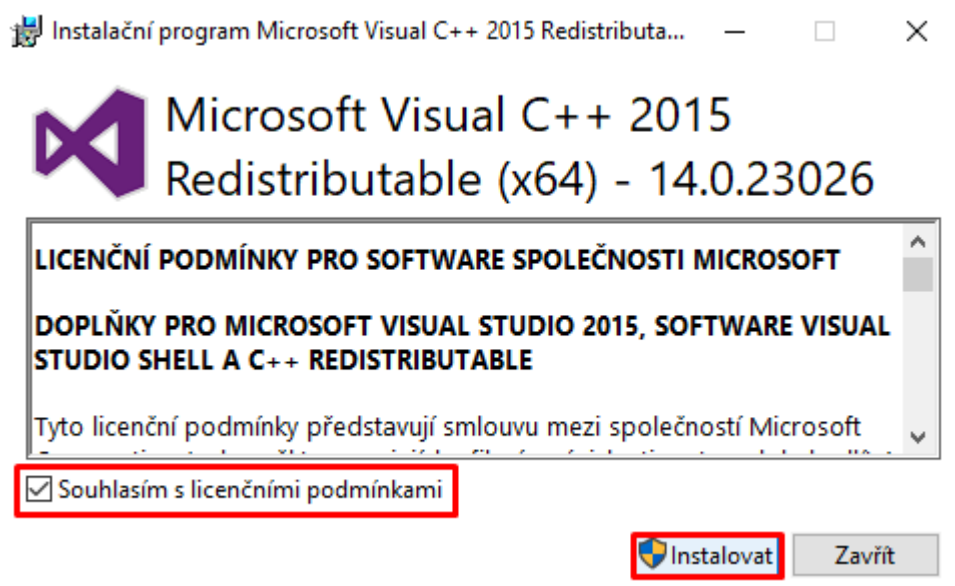 Instalační program Microsoft Visual C++ 2015 Redistributa...
Microsoft Visual C++ 2015
Redistributable (x64) - 14.0.23026
LICENČNÍ PODMÍNKY PRO SOFTWARE SPOLEČNOSTI MICROSOFT
DOPLŇKY PRO MICROSOFT VISUAL STUDIO 2015, SOFTWARE VISUAL
STUDIO SHELL A C++ REDISTRIBUTABLE
Tyto licenční podmínky představují smlouvu mezi společností Microsoft
Souhlasím s licenčními podmínkami
Instalovat
Zavřít